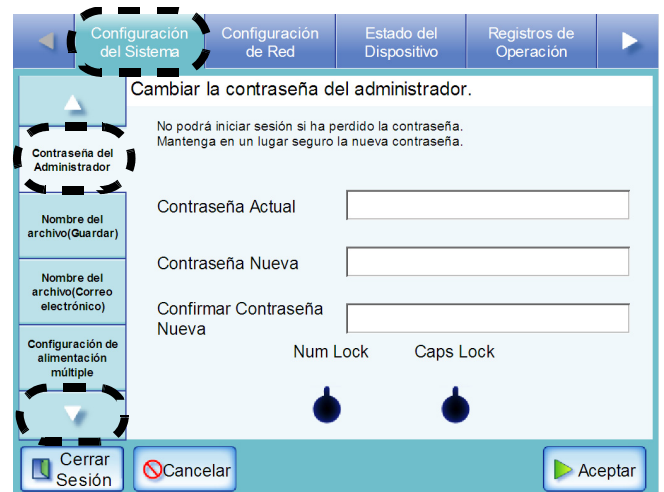 Configuración
del Sistema
Configuración
de Red
Estado del
Dispositivo
Registros de
Operación
Cambiar la contraseña del administrador.
No podrá iniciar sesión si ha perdido la contraseña.
Mantenga en un lugar seguro la nueva contraseña.
Contraseña del
Administrador
Nombre del
archivo(Guardar)
Nombre del
archivo(Correo
electrónico)
Configuración de
alimentación
múltiple
Contraseña Actual
Contraseña Nueva
Confirmar Contraseña
Nueva
Num Lock
Caps Lock
Cerrar
Sesión
Cancelar
Aceptar